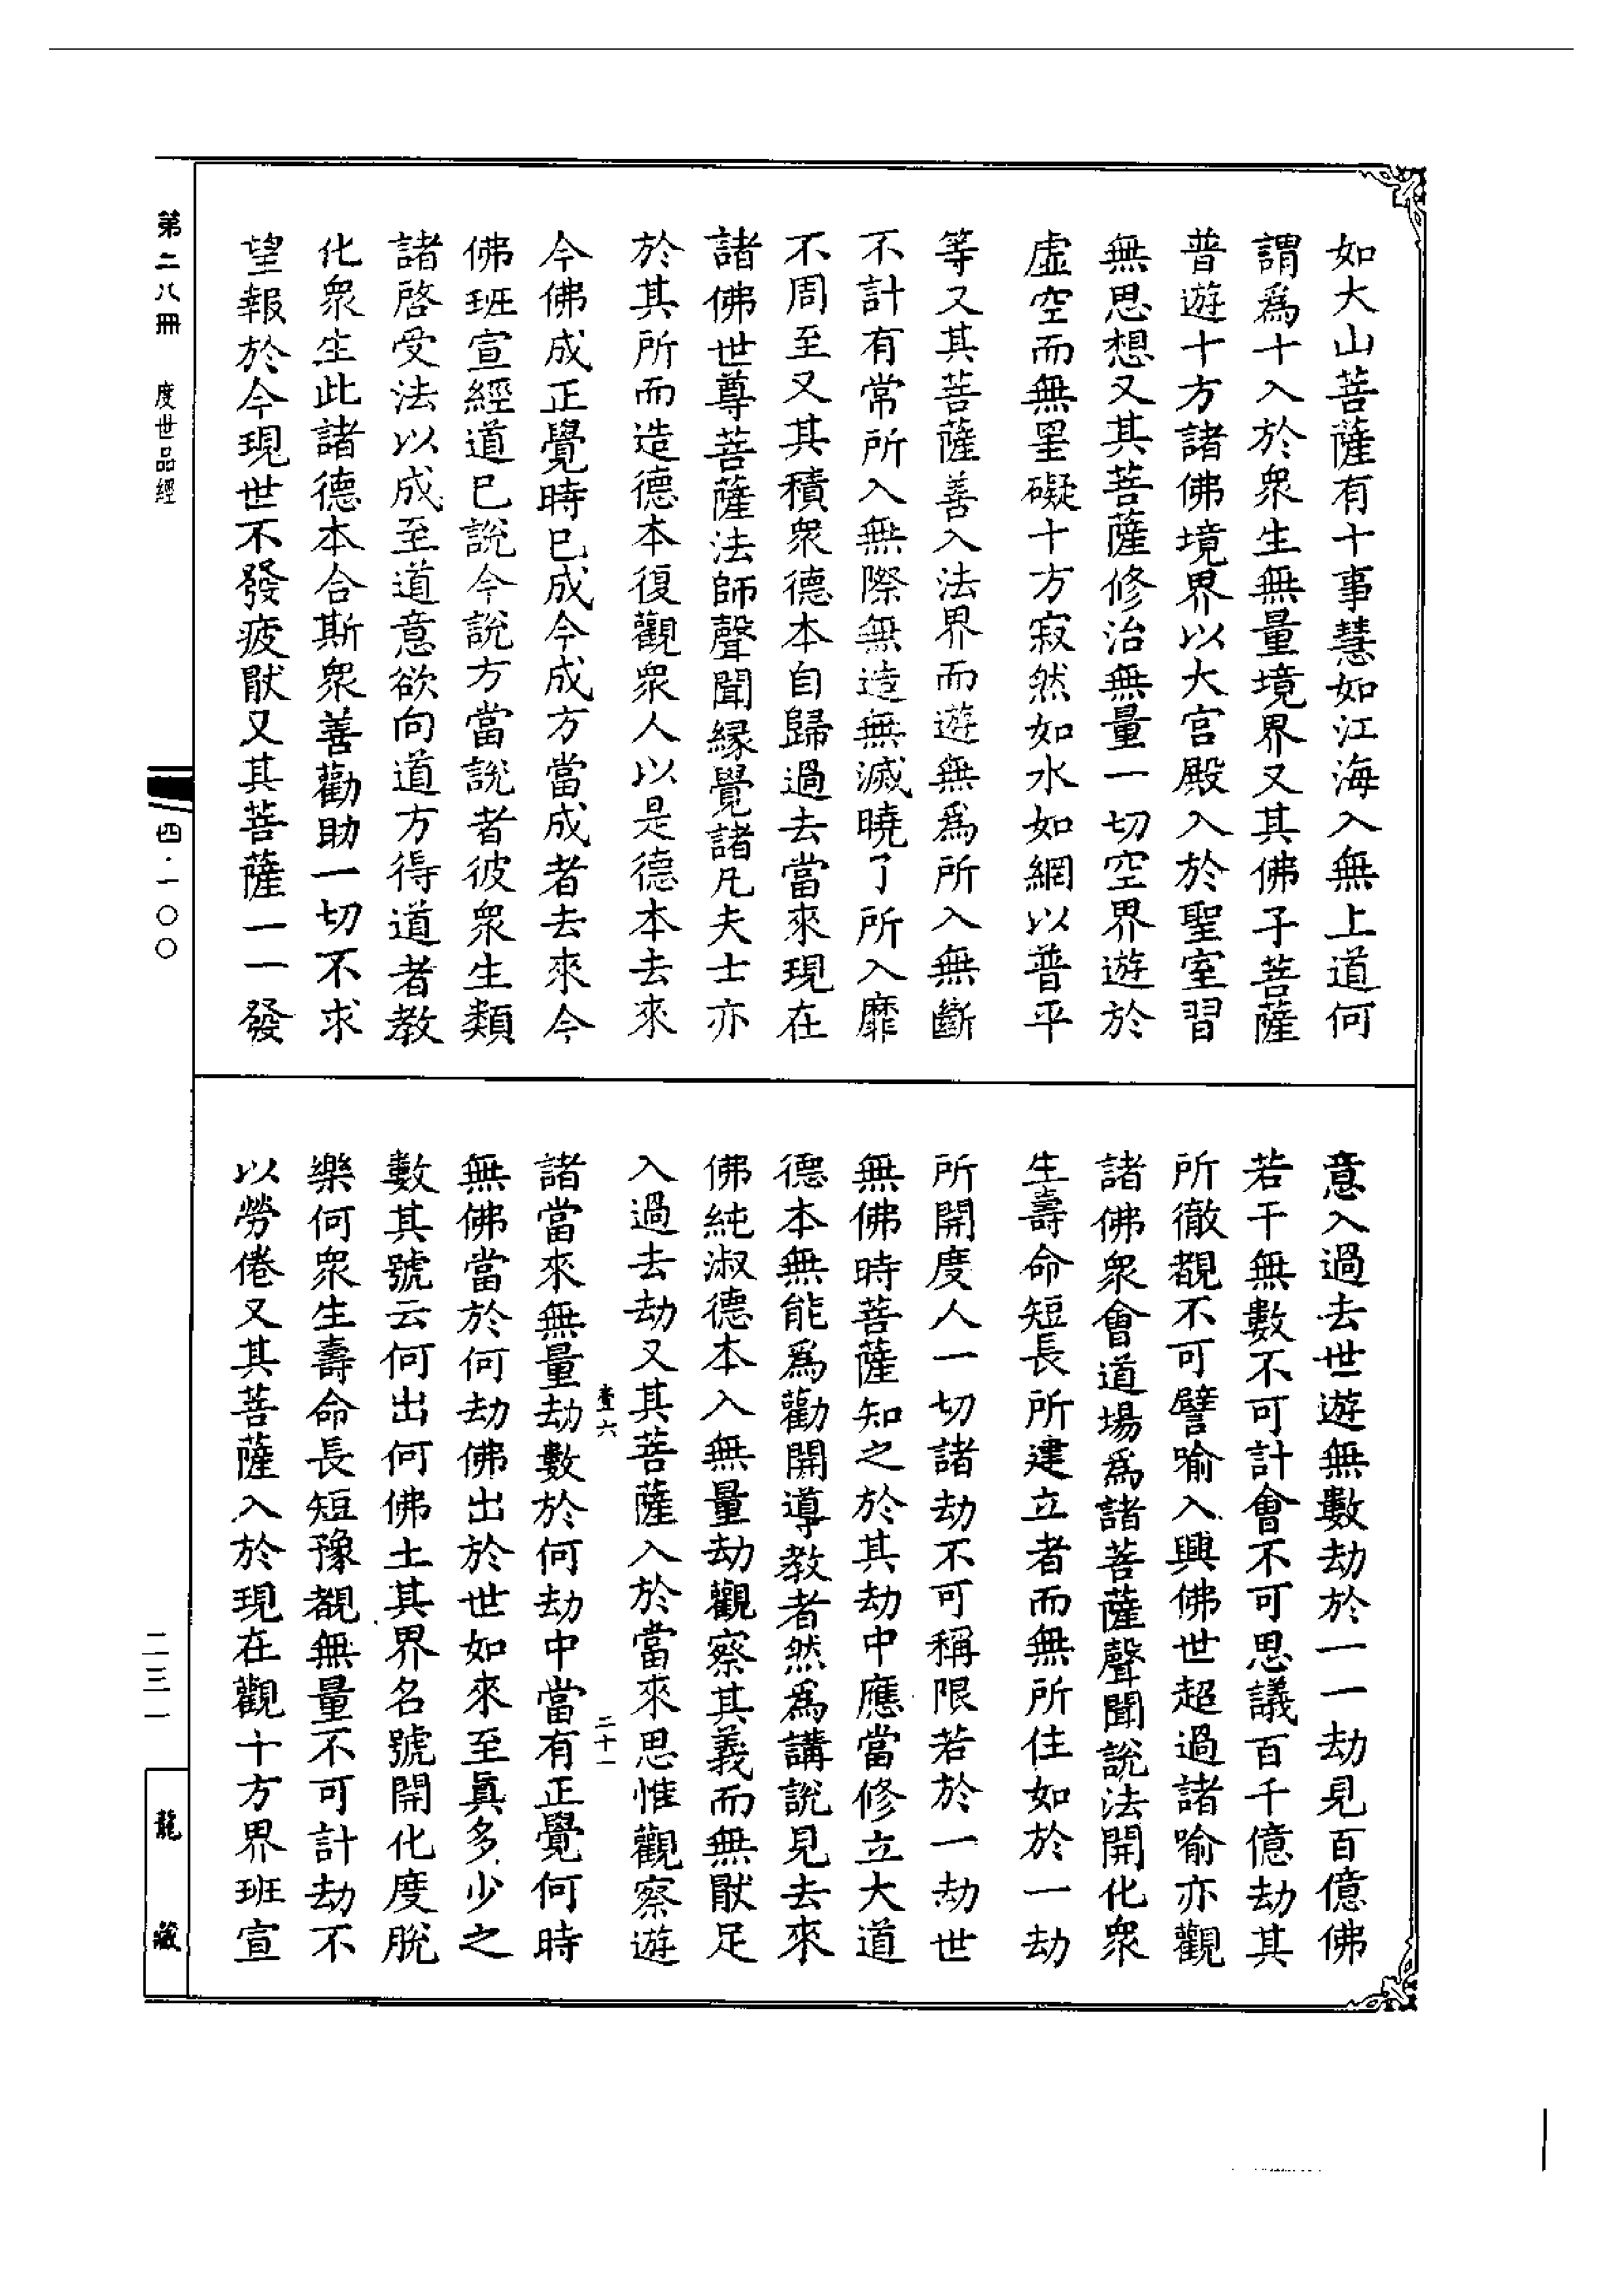 如大山菩薩有十事慧如江海入無上道何
謂爲十入於衆生無量境界又其佛子菩薩
普遊十方諸佛境界以大宮殿入於聖室習
無思想又其菩薩修治無量一切空界遊於
虛空而無罣礙十方寂然如水如網以普平
等又其菩薩善入法界而遊無爲所入無斷
不計有常所入無際無造無滅曉了所入靡
不周至又其積衆德本自歸過去當來現在
諸佛世尊菩薩法師聲聞緣覺諸凡夫士亦
於其所而造德本復觀衆人以是德本去來
今佛成正覺時已成今成方當成者去來今
佛班宣經道已說今說方當說者彼衆生類
諸啓受法以成至道意欲向道方得道者教
化衆生此諸德本合斯衆善勸助一切不求
望報於今現世不發疲猒又其菩薩一一發
意入過去世遊無數劫於一一劫見百億佛
若干無數不可計會不可思議百千億劫其
所徹覩不可譬喻入興佛世超過諸喻亦觀
諸佛衆會道場爲諸菩薩聲聞說法開化衆
生壽命短長所建立者而無所住如於一劫
所開度人一切諸劫不可稱限若於一劫世
無佛時菩薩知之於其劫中應當修立大道
德本無能爲勸開導教者然爲講說見去來
佛純淑德本入無量劫觀察其義而無猒足
入過去劫又其菩薩入於當來思惟觀察遊
壹六 二十一
諸當來無量劫數於何劫中當有正覺何時
無佛當於何劫佛出於世如來至眞多少之
數其號云何出何佛土其界名號開化度脫
樂何衆生壽命長短豫覩無量不可計劫不
以勞倦又其菩薩入於現在觀十方界班宣
第二八冊 度世品經
四·一〇〇
二三一
龍藏